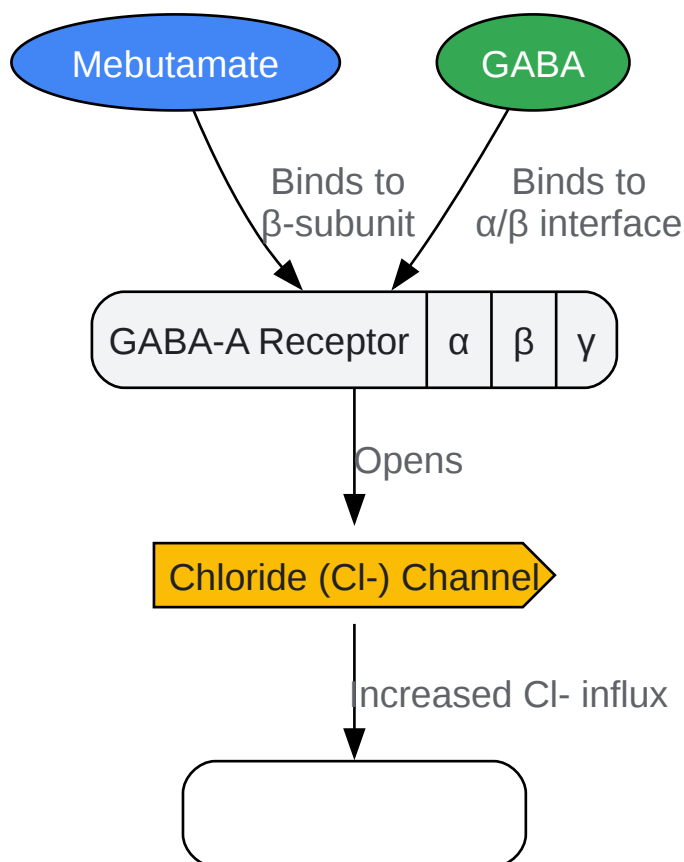 Mebutamate
GABA
Binds to
β-subunit
Binds to
α/β interface
GABA-A Receptor
α
β
γ
Opens
Chloride (Cl-) Channel
Increased Cl- influx